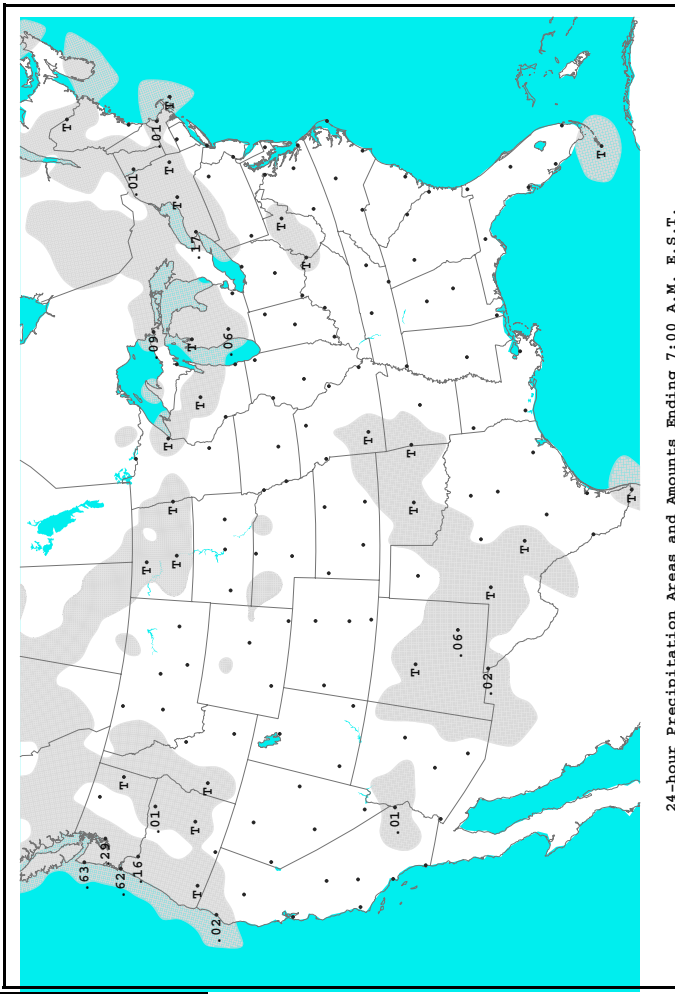 T
.63
.29
.62
T
.01
.16
T
.09
.01
.01
T
T
T
T
T
T
T
T
.17
T
T
T
.02
.06
T
T
T
.01
T
T
T
.06
.02
T
T
T
T
24-hour Precipitation Areas and Amounts Ending 7:00 A.M. E.S.T.